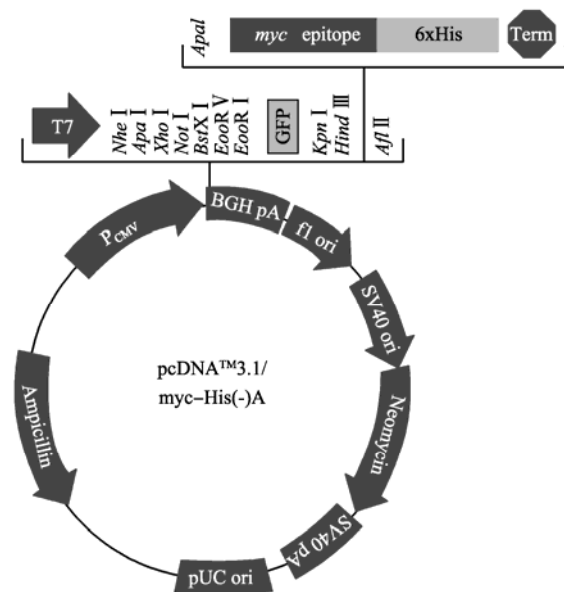 ApaI
myc epitope
6xHis
Term
T7
Nhe I
Apa I
Xho I
Not I
BstX I
EooR V
EooR I
GFP
Kpn I
Hind Ⅲ
Afl Ⅱ
P_CMV
BGH pA
f1 ori
SV40 ori
pcDNA™3.1/
myc-His(-)A
Neomycin
Ampicillin
SV40 pA
pUC ori